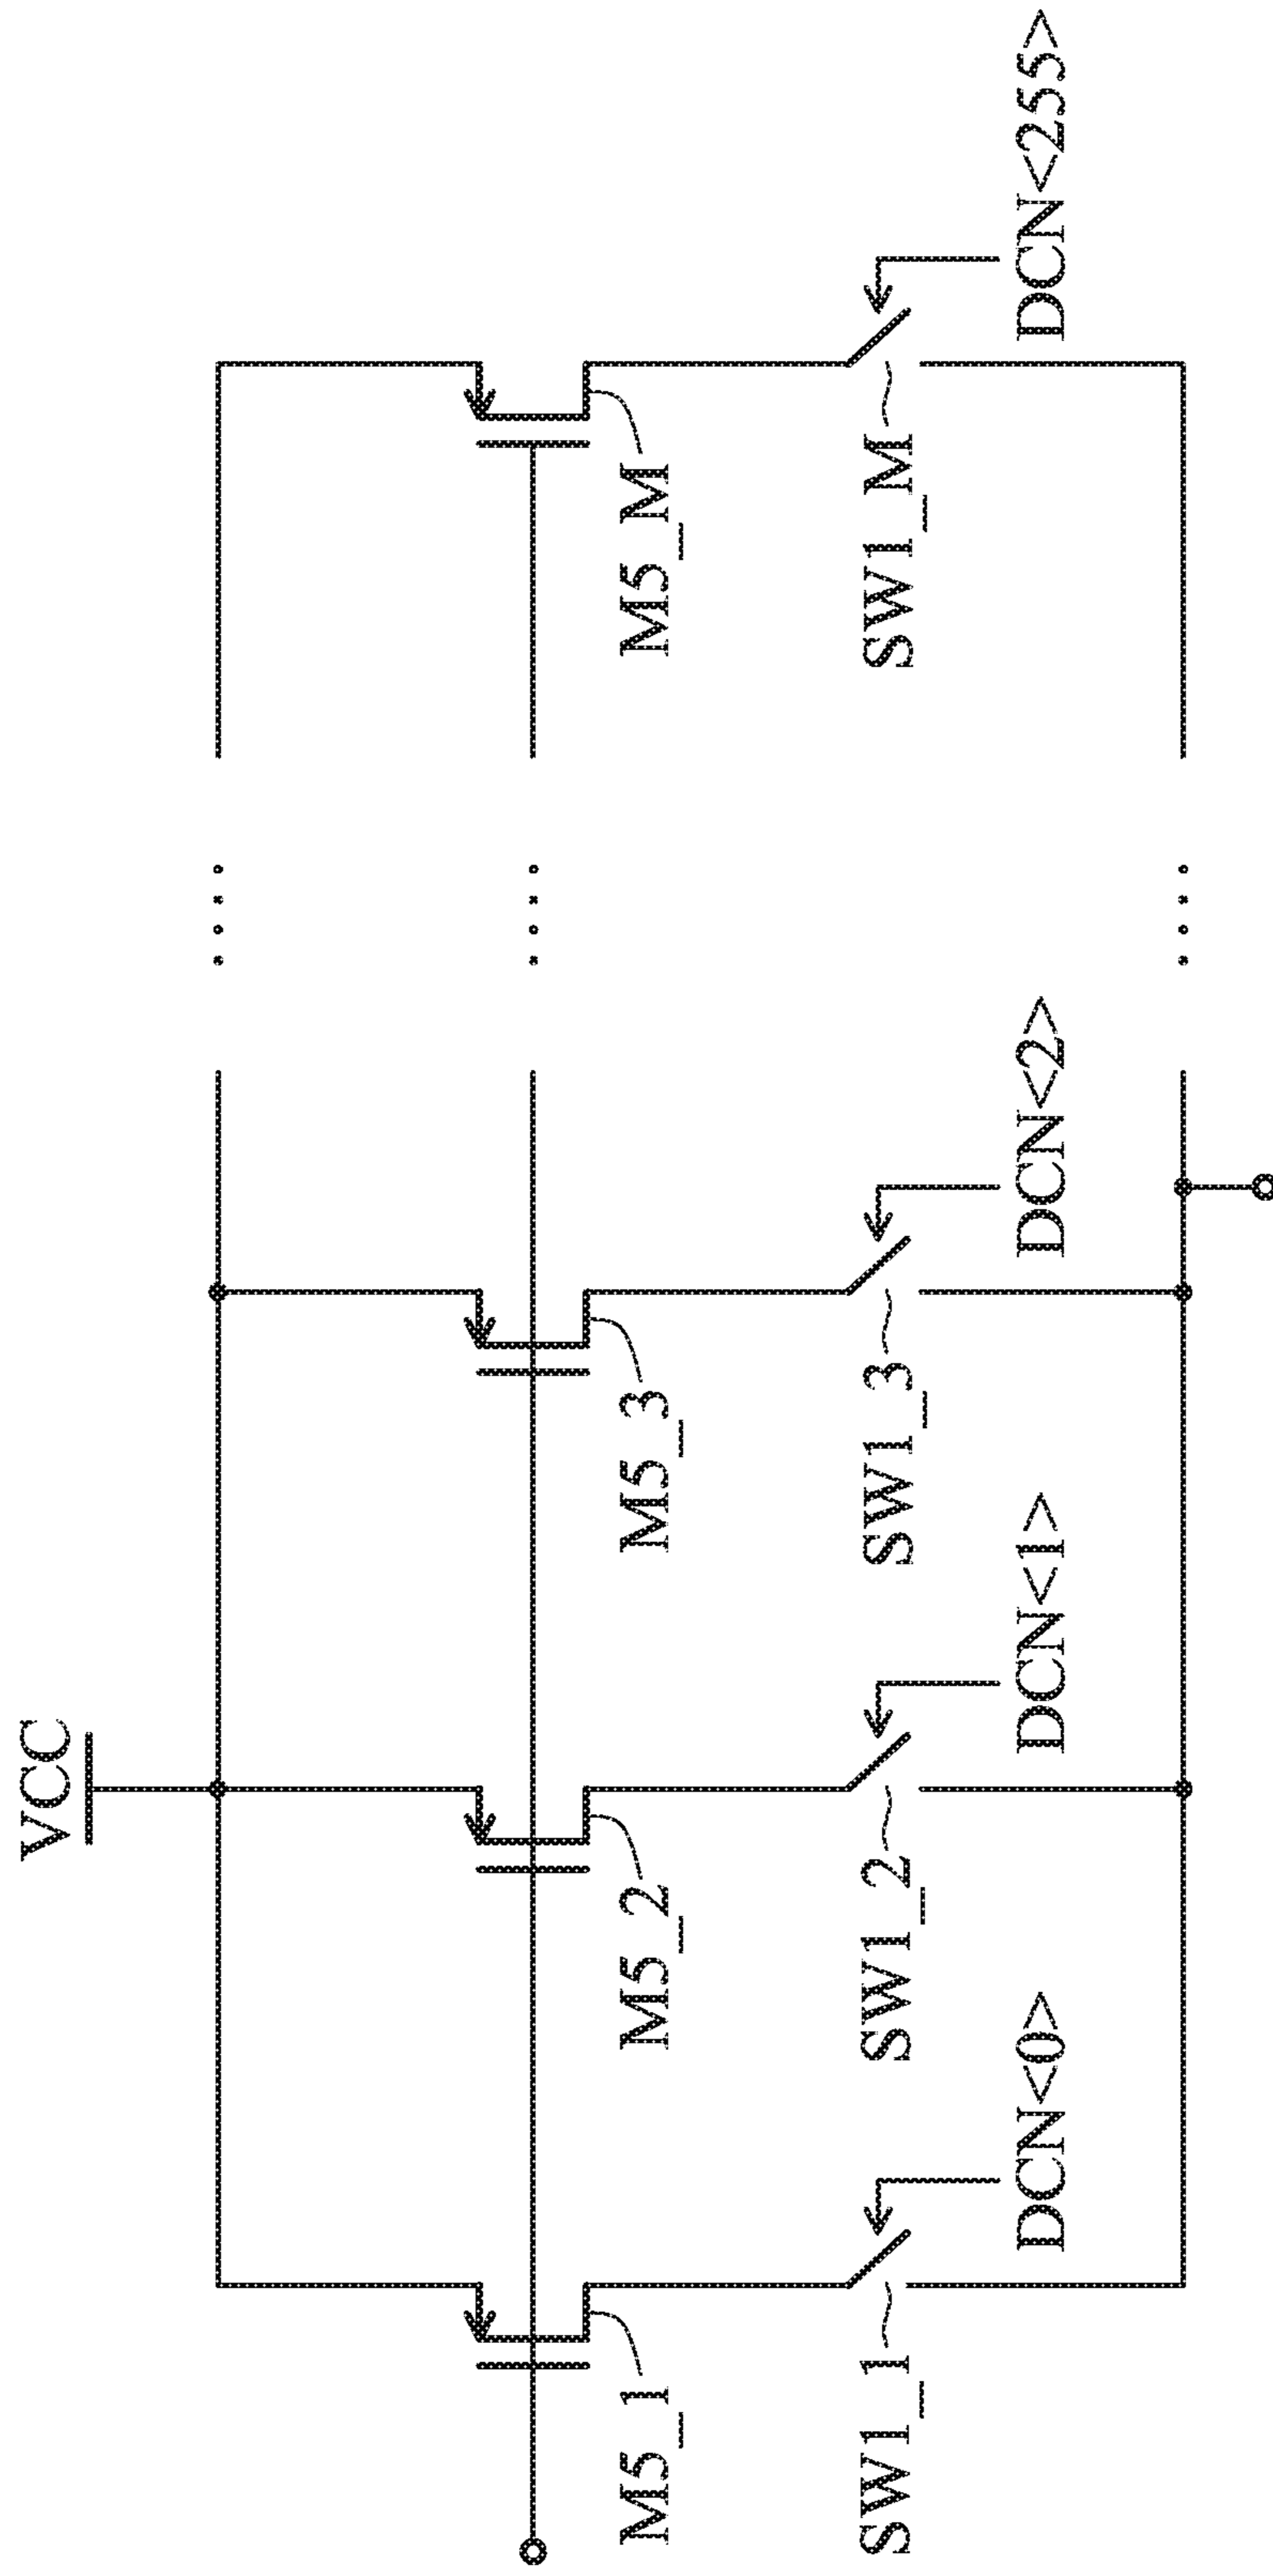 VCC
M5_1
M5_2
M5_3
M5_M
SW1_1
SW1_2
SW1_3
SW1_M
DCN<0>
DCN<1>
DCN<2>
DCN<255>